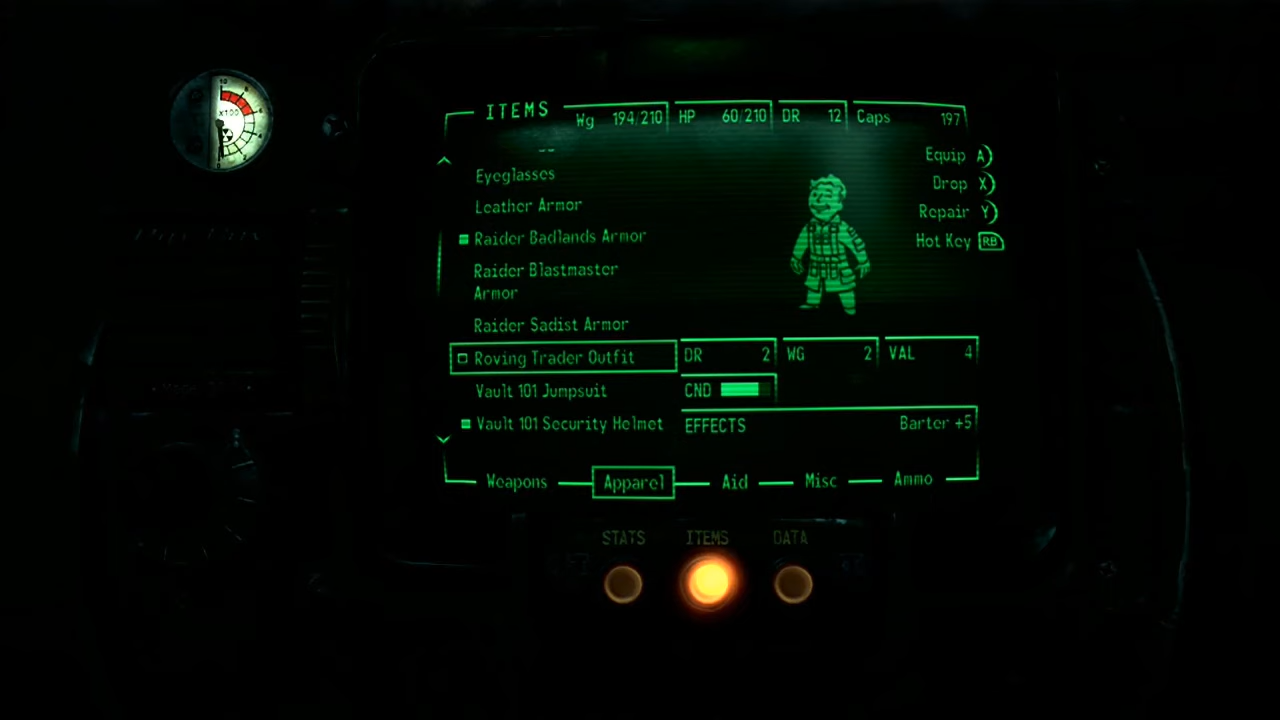 ITEMS
Wg 194/210 HP 60/210 DR 12 Caps 197
Eyeglasses
Leather Armor
Raider Badlands Armor
Raider Blastmaster
Armor
Raider Sadist Armor
Roving Trader Outfit
Vault 101 Jumpsuit
Vault 101 Security Helmet
Equip A)
Drop X)
Repair Y)
Hot Key RB
DR 2 WG 2 VAL 4
CND
EFFECTS Barter +5
Weapons Apparel Aid Misc Ammo
STATS ITEMS DATA
x100